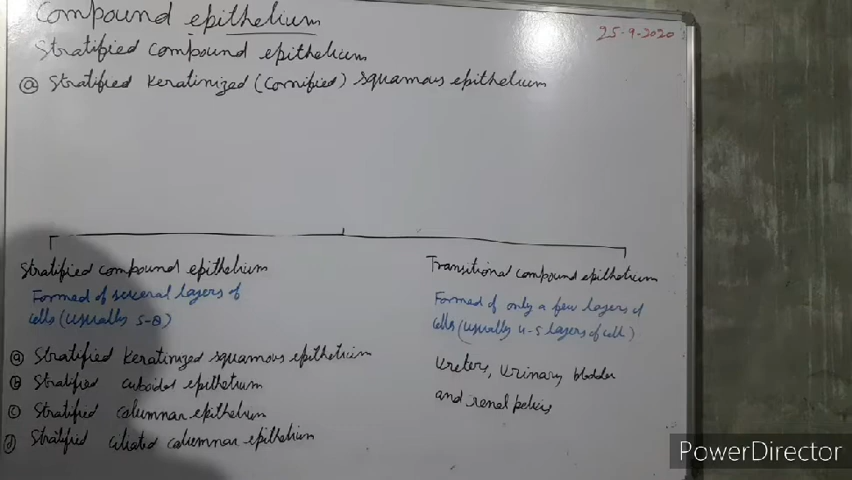 Compound epithelium
25-9-2020
Stratified compound epithelium
(a) Stratified Keratinized (Cornified) squamous epithelium
Stratified compound epithelium
Formed of several layers of
cells (usually 5-8)
(a) Stratified Keratinized squamous epithelium
(b) Stratified cuboidal epithelium
(c) Stratified columnar epithelium
(d) Stratified ciliated columnar epithelium
Transitional compound epithelium
Formed of only a few layers of
cells (usually 4-5 layers of cell)
Ureters, Urinary bladder
and renal pelvis
PowerDirector